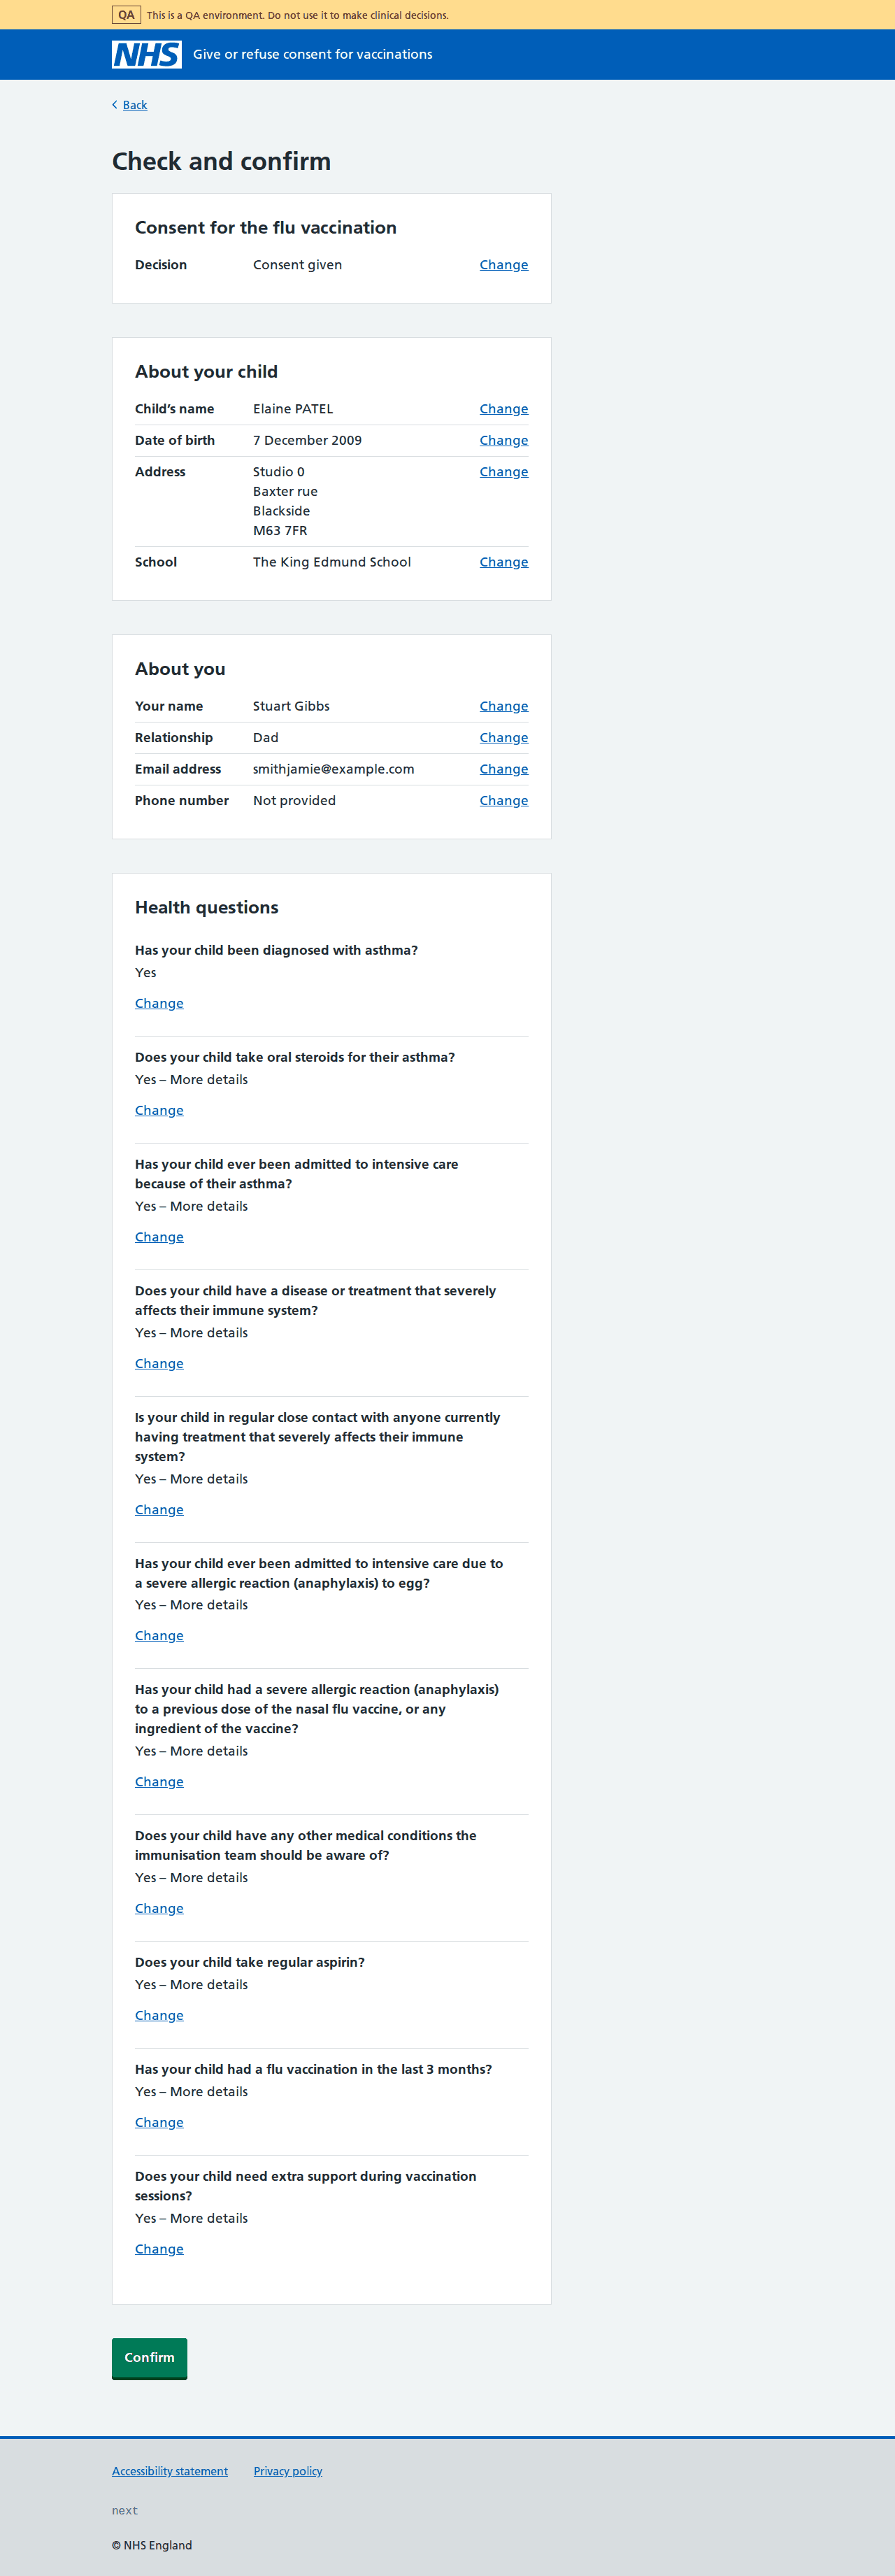 QA This is a QA environment. Do not use it to make clinical decisions.
NHS Give or refuse consent for vaccinations
Back
Check and confirm
Consent for the flu vaccination
Decision Consent given Change
About your child
Child’s name Elaine PATEL Change
Date of birth 7 December 2009 Change
Address Studio 0 Change
Baxter rue
Blackside
M63 7FR
School The King Edmund School Change
About you
Your name Stuart Gibbs Change
Relationship Dad Change
Email address smithjamie@example.com Change
Phone number Not provided Change
Health questions
Has your child been diagnosed with asthma?
Yes
Change
Does your child take oral steroids for their asthma?
Yes – More details
Change
Has your child ever been admitted to intensive care
because of their asthma?
Yes – More details
Change
Does your child have a disease or treatment that severely
affects their immune system?
Yes – More details
Change
Is your child in regular close contact with anyone currently
having treatment that severely affects their immune
system?
Yes – More details
Change
Has your child ever been admitted to intensive care due to
a severe allergic reaction (anaphylaxis) to egg?
Yes – More details
Change
Has your child had a severe allergic reaction (anaphylaxis)
to a previous dose of the nasal flu vaccine, or any
ingredient of the vaccine?
Yes – More details
Change
Does your child have any other medical conditions the
immunisation team should be aware of?
Yes – More details
Change
Does your child take regular aspirin?
Yes – More details
Change
Has your child had a flu vaccination in the last 3 months?
Yes – More details
Change
Does your child need extra support during vaccination
sessions?
Yes – More details
Change
Confirm
Accessibility statement Privacy policy
next
© NHS England